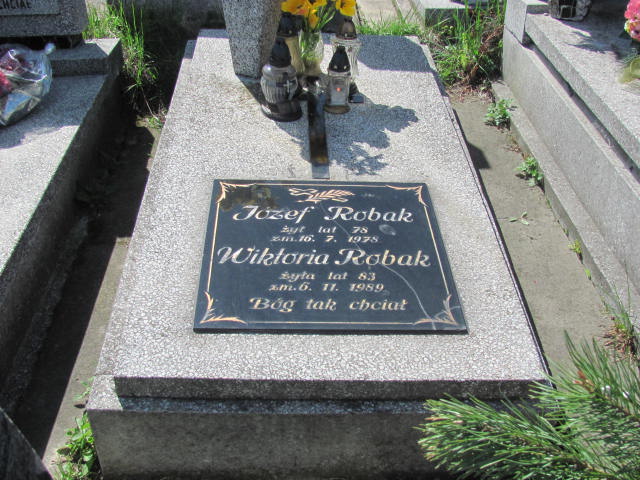 CHCIAŁ
Józef Robak
żył lat 78
zm. 16. 7. 1978
Wiktoria Robak
żyła lat 83
zm. 6. 11. 1989
Bóg tak chciał